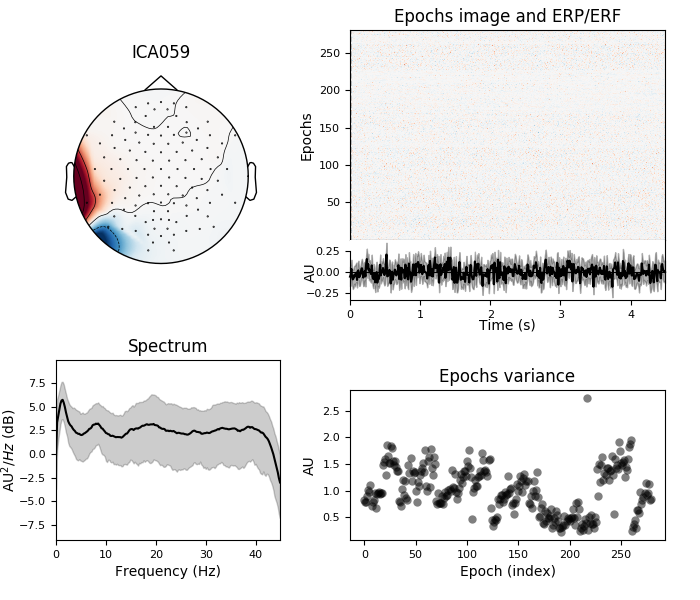 ICA059
Epochs image and ERP/ERF
Epochs
250
200
150
100
50
AU
0.25
0.00
−0.25
0 1 2 3 4
Time (s)
Spectrum
AU²/Hz (dB)
7.5
5.0
2.5
0.0
−2.5
−5.0
−7.5
0 10 20 30 40
Frequency (Hz)
Epochs variance
AU
2.5
2.0
1.5
1.0
0.5
0 50 100 150 200 250
Epoch (index)